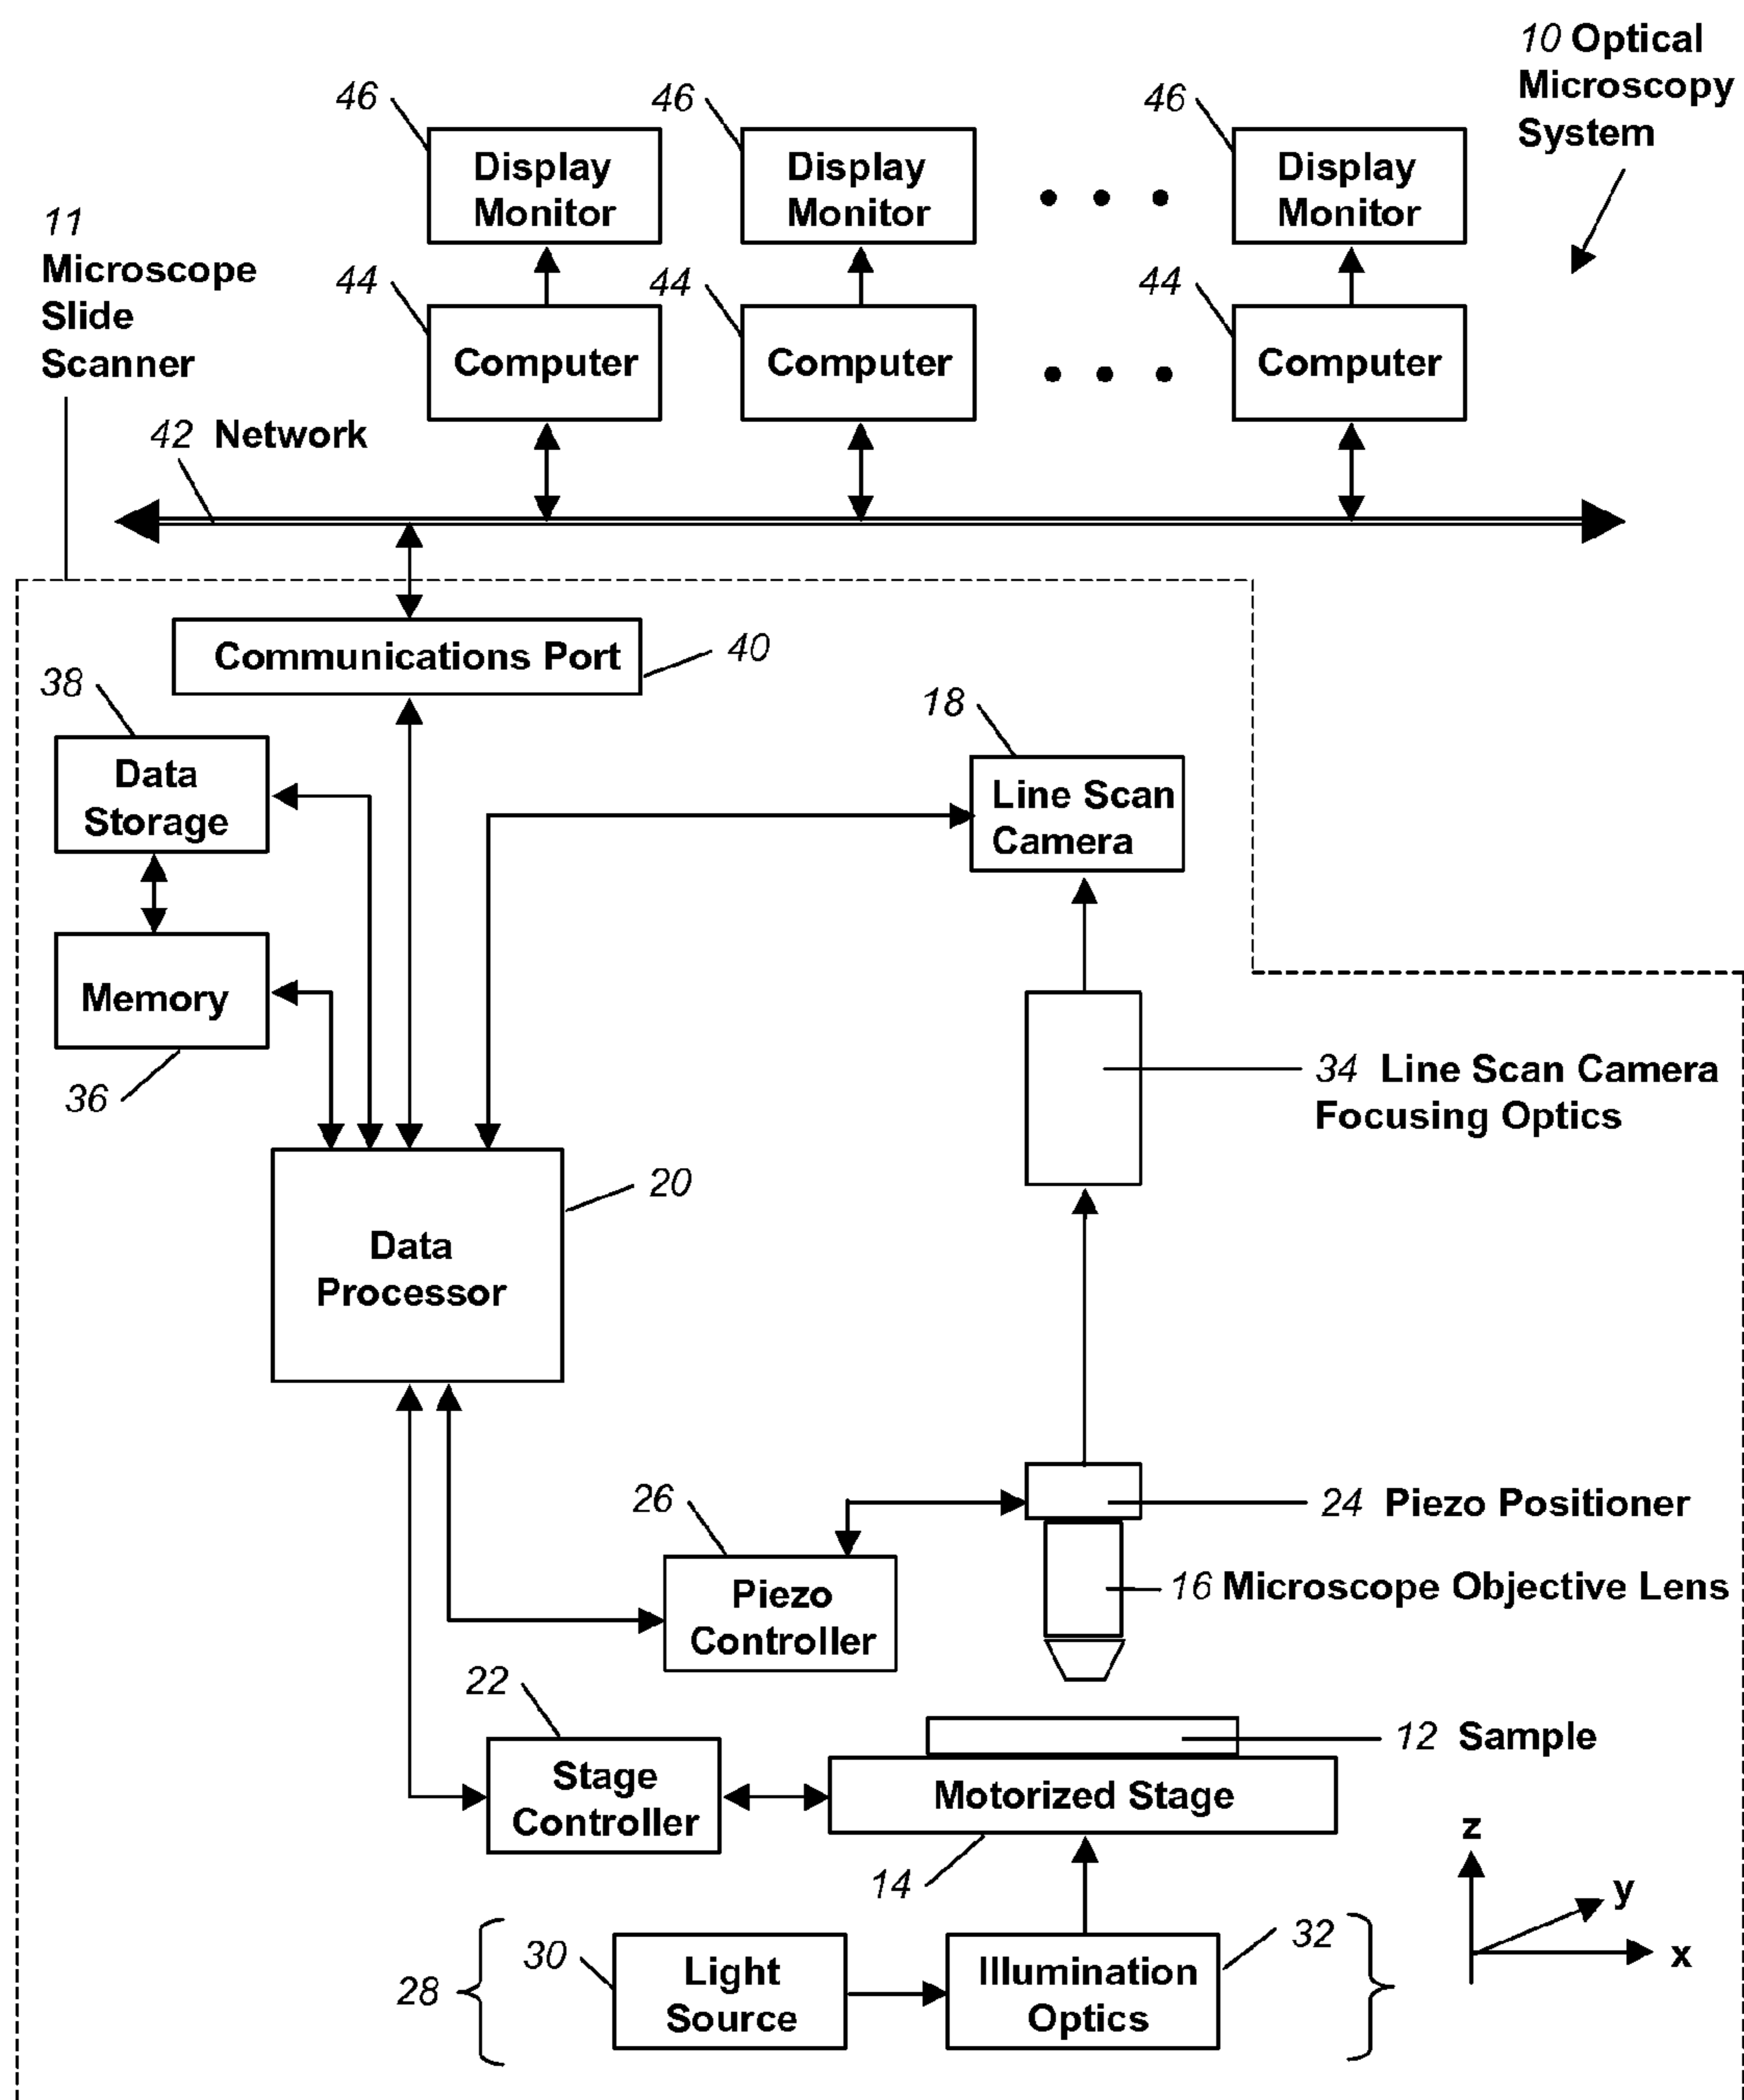 10 Optical
Microscopy
System
46
46
46
Display
Monitor
Display
Monitor
• • •
Display
Monitor
11
Microscope
Slide
Scanner
44
44
44
Computer
Computer
• • •
Computer
42 Network
Communications Port
40
38
Data
Storage
18
Line Scan
Camera
Memory
36
34 Line Scan Camera
Focusing Optics
20
Data
Processor
26
24 Piezo Positioner
Piezo
Controller
16 Microscope Objective Lens
22
12 Sample
Stage
Controller
Motorized Stage
14
z
y
x
28
30
Light
Source
Illumination
Optics
32